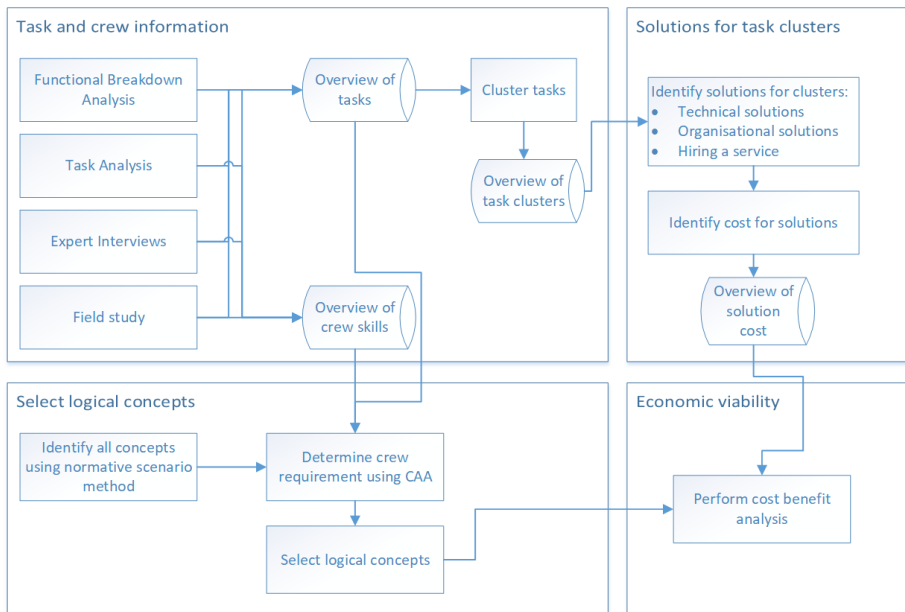 Task and crew information
Functional Breakdown
Analysis
Task Analysis
Expert Interviews
Field study
Overview of
tasks
Cluster tasks
Overview of
task clusters
Overview of
crew skills
Solutions for task clusters
Identify solutions for clusters:
• Technical solutions
• Organisational solutions
• Hiring a service
Identify cost for solutions
Overview of
solution
cost
Select logical concepts
Identify all concepts
using normative scenario
method
Determine crew
requirement using CAA
Select logical concepts
Economic viability
Perform cost benefit
analysis